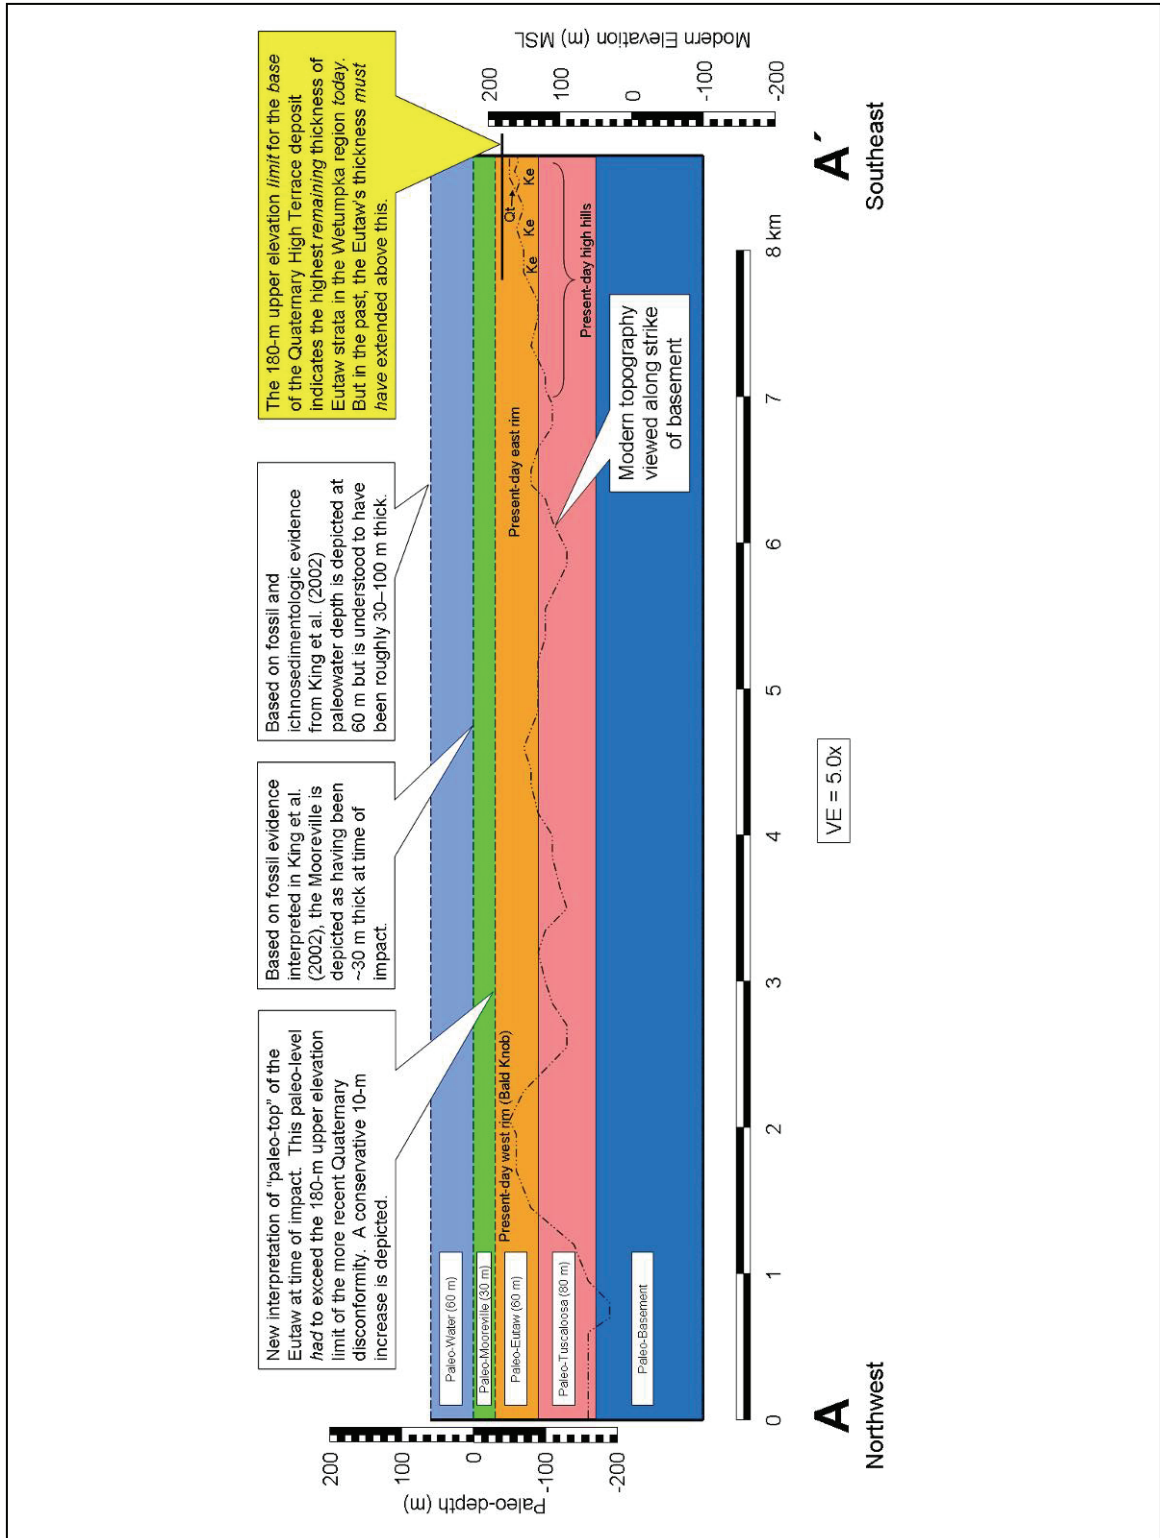 New interpretation of "paleo-top" of the
Eutaw at time of impact. This paleo-level
had to exceed the 180-m upper elevation
limit of the more recent Quaternary
disconformity. A conservative 10-m
increase is depicted.
Based on fossil evidence
interpreted in King et al.
(2002), the Mooreville is
depicted as having been
~30 m thick at time of
impact.
Based on fossil and
ichnosedimentologic evidence
from King et al. (2002)
paleowater depth is depicted at
60 m but is understood to have
been roughly 30–100 m thick.
The 180-m upper elevation limit for the base
of the Quaternary High Terrace deposit
indicates the highest remaining thickness of
Eutaw strata in the Wetumpka region today.
But in the past, the Eutaw's thickness must
have extended above this.
200
100
0
-100
-200
Paleo-depth (m)
Paleo-Water (60 m)
Paleo-Mooreville (30 m)
Paleo-Eutaw (60 m)
Paleo-Tuscaloosa (80 m)
Paleo-Basement
Present-day west rim (Bald Knob)
Present-day east rim
Qt
Ke
Ke
Ke
Present-day high hills
Modern topography
viewed along strike
of basement
200
100
0
-100
-200
Modern Elevation (m) MSL
0
1
2
3
4
5
6
7
8 km
VE = 5.0x
A
Northwest
A´
Southeast